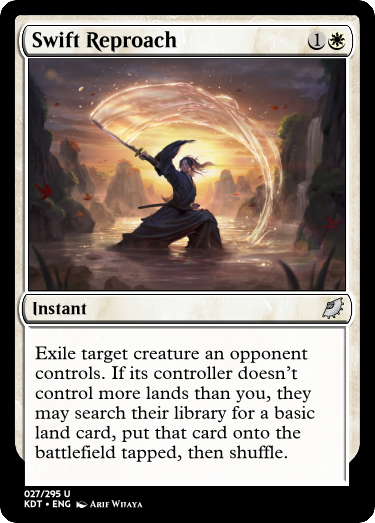 Swift Reproach 1
Instant
Exile target creature an opponent
controls. If its controller doesn't
control more lands than you, they
may search their library for a basic
land card, put that card onto the
battlefield tapped, then shuffle.
027/295 U
KDT • ENG Arif Wijaya